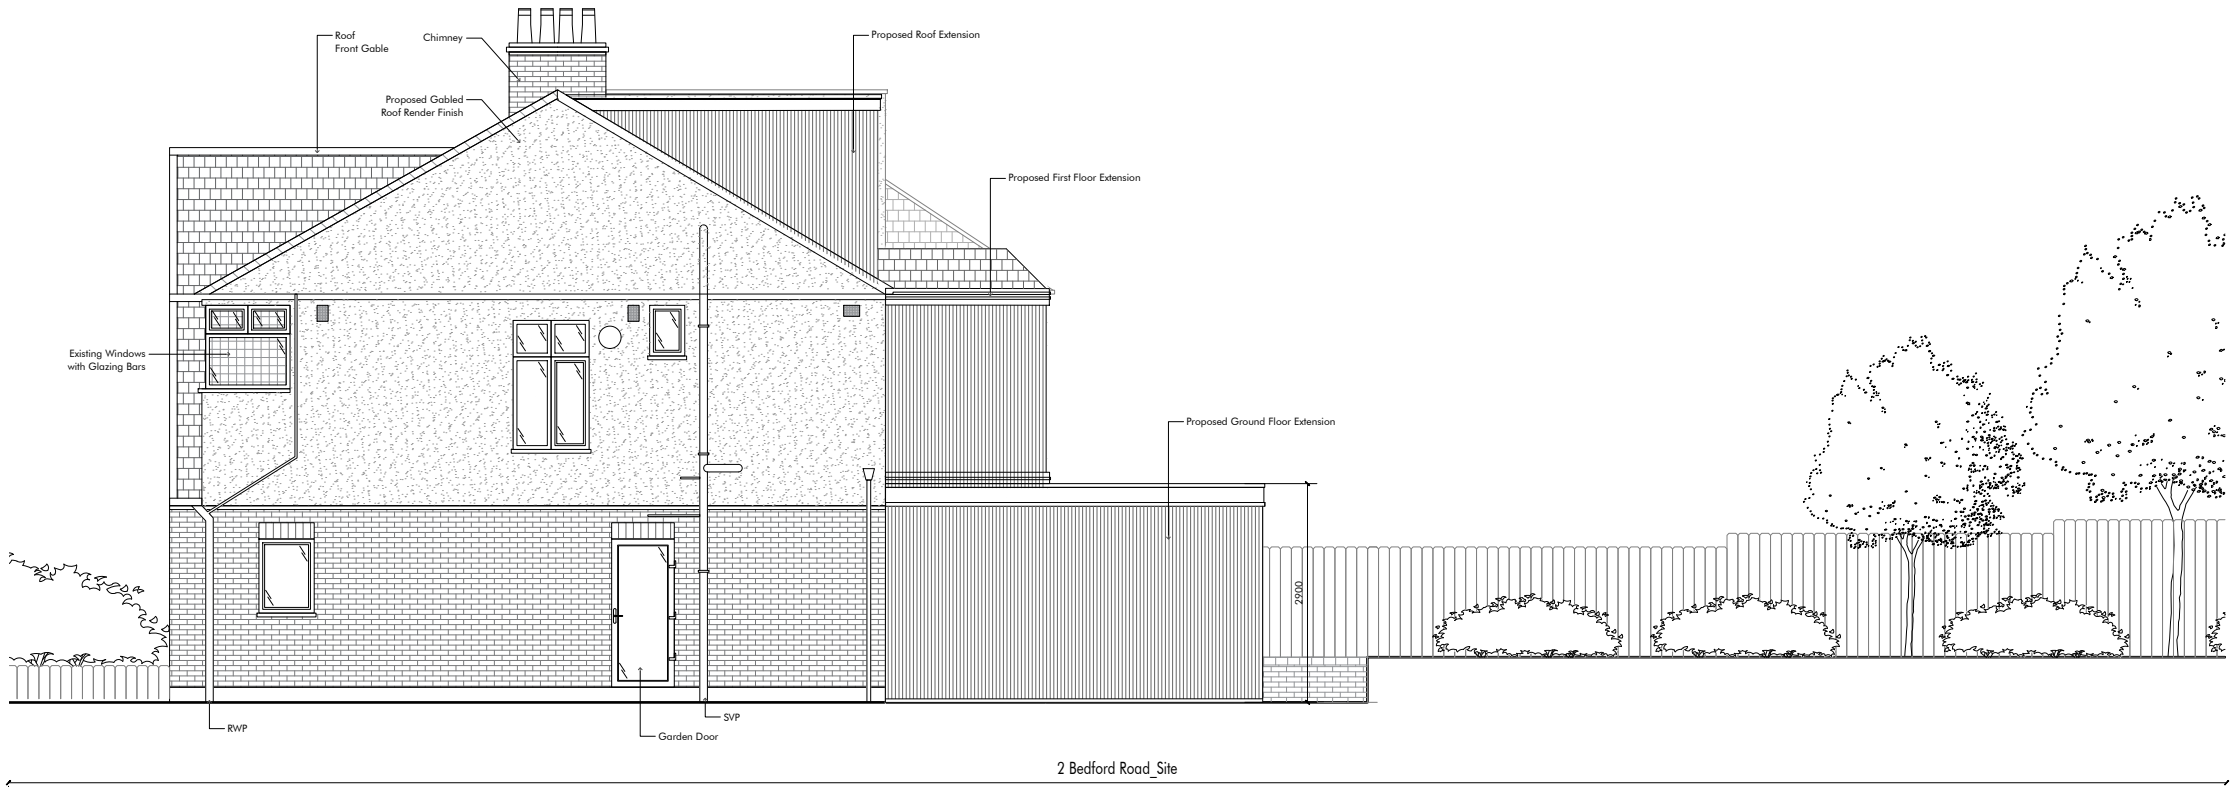 Roof
Front Gable
Chimney
Proposed Roof Extension
Proposed Gabled
Roof Render Finish
Proposed First Floor Extension
Existing Windows
with Glazing Bars
Proposed Ground Floor Extension
2900
SVP
RWP
Garden Door
2 Bedford Road_Site